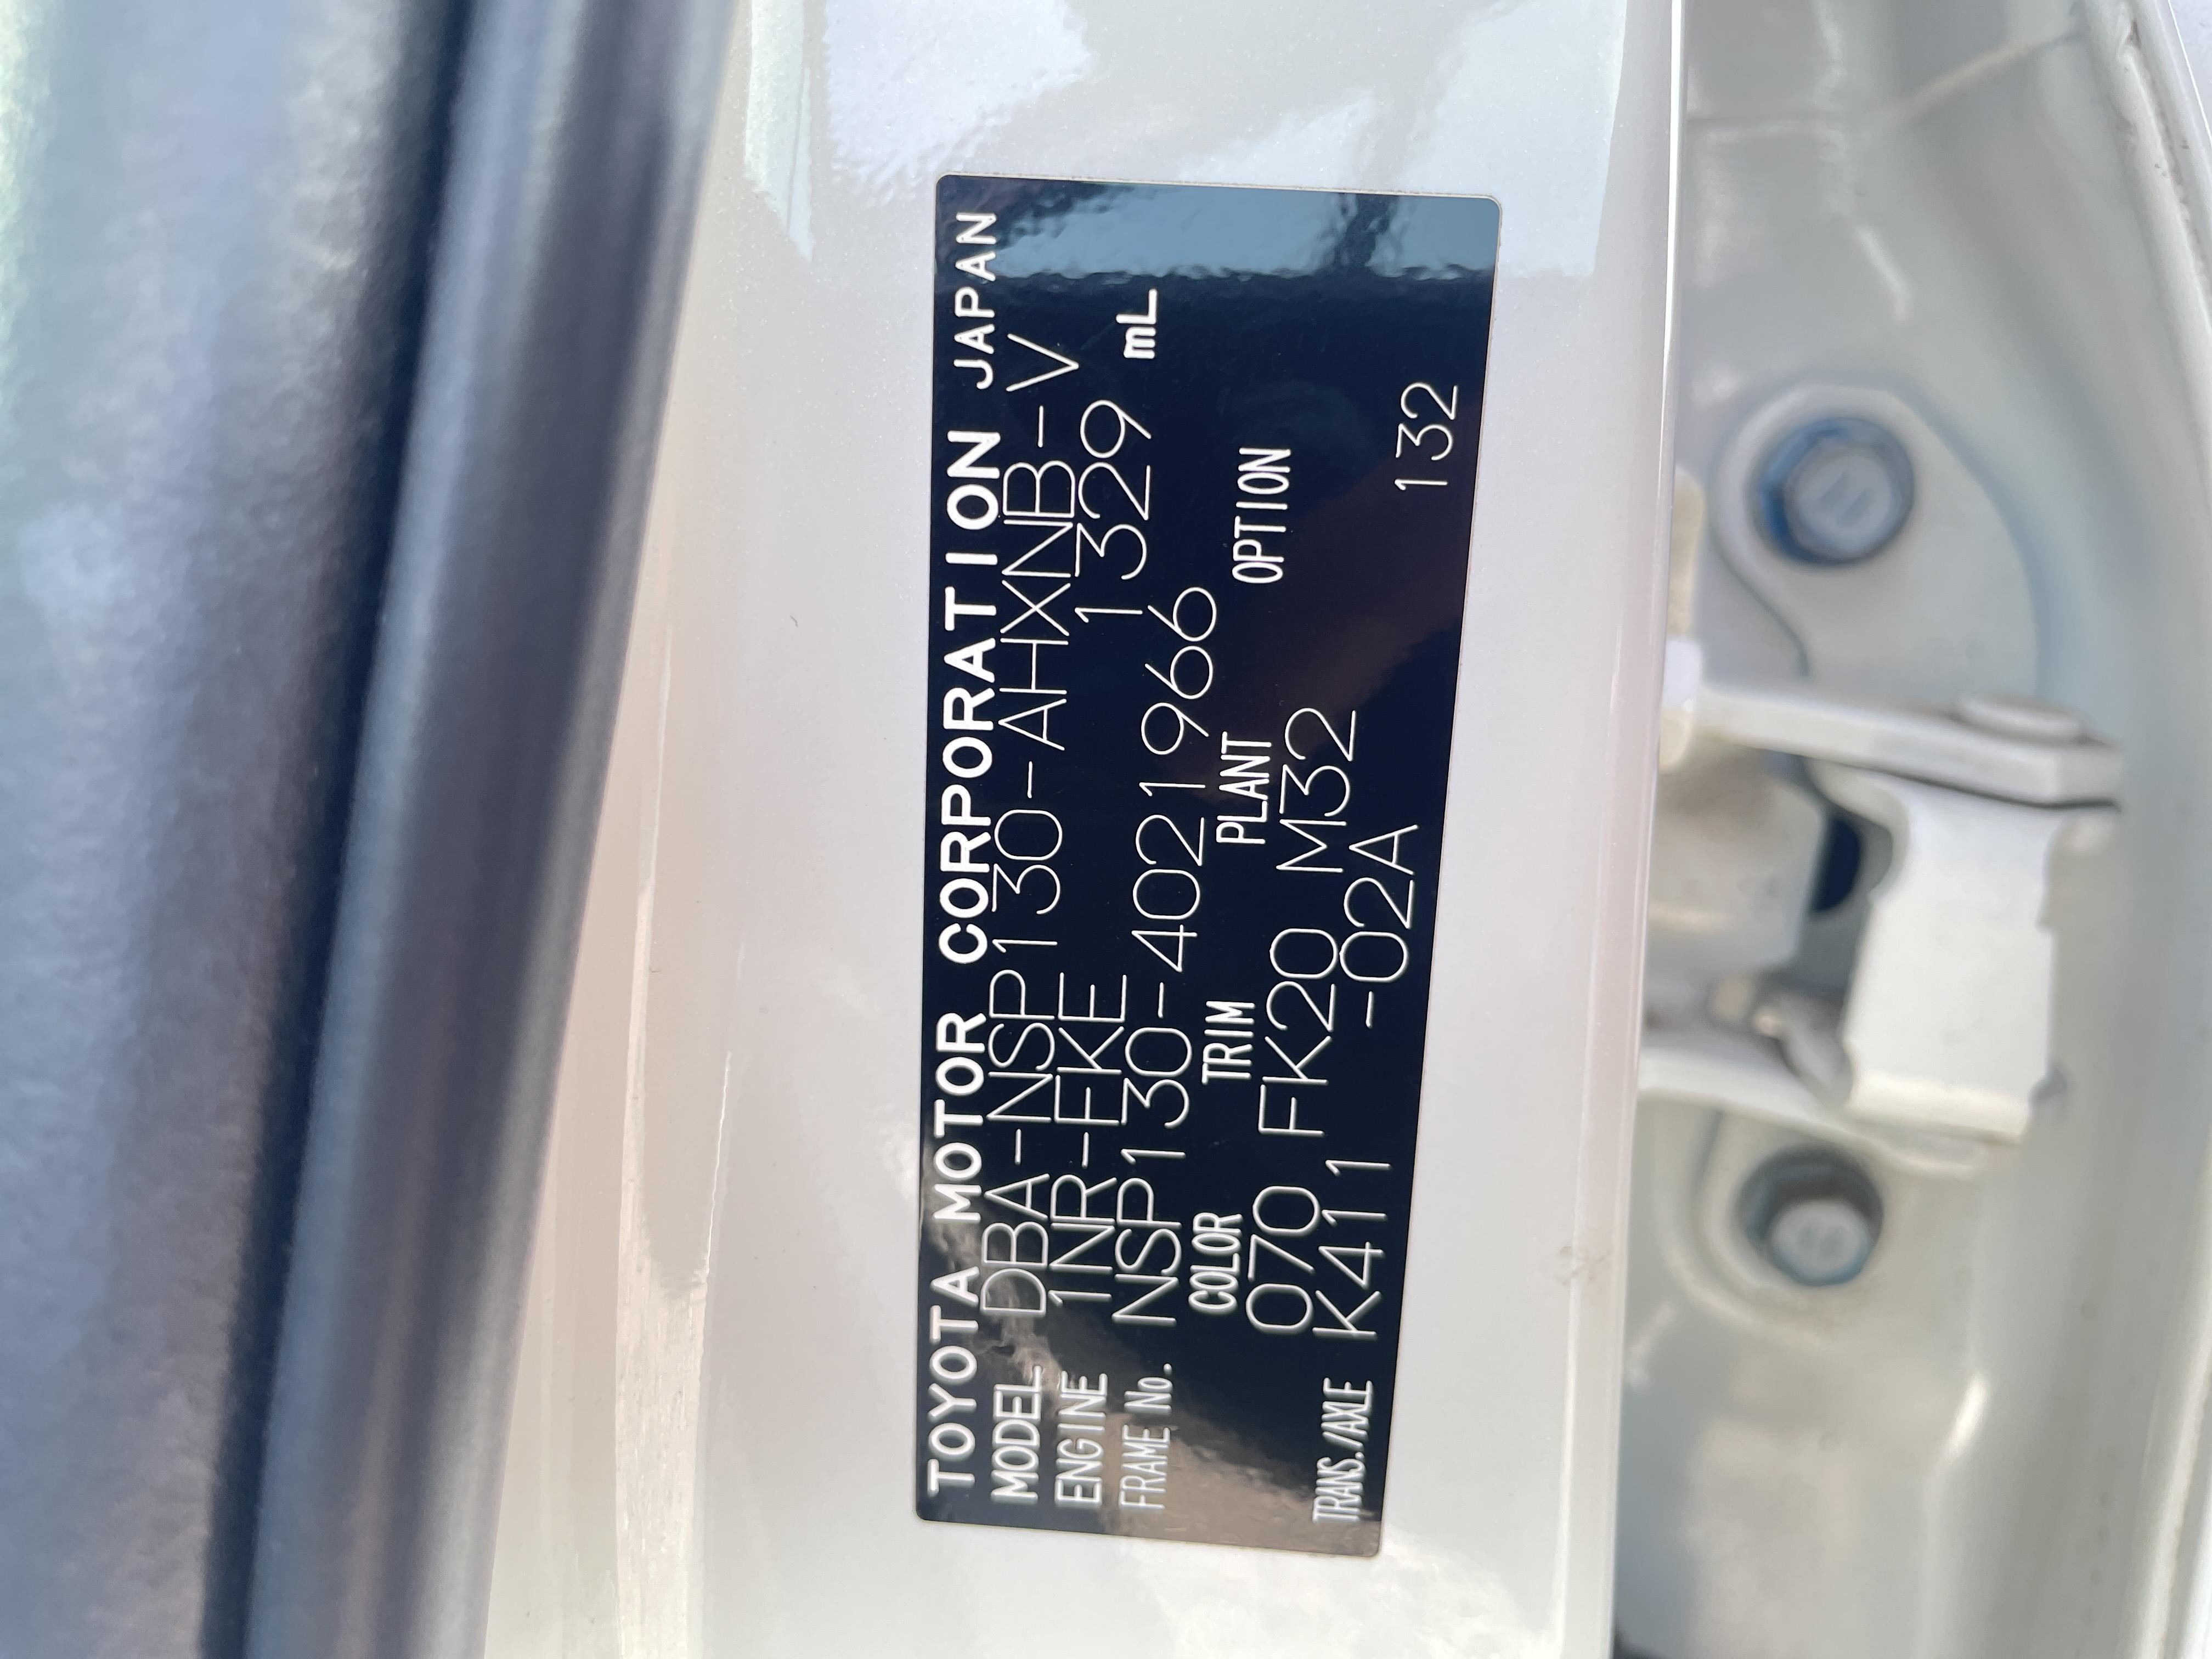 TOYOTA MOTOR CORPORATION JAPAN
MODEL DBA-NSP130-AHXNB-V
ENGINE 1NR-FKE 1329 mL
FRAME No. NSP130-4021966
COLOR TRIM PLANT OPTION
070 FK20 M32
TRANS./AXLE K411 -02A 132